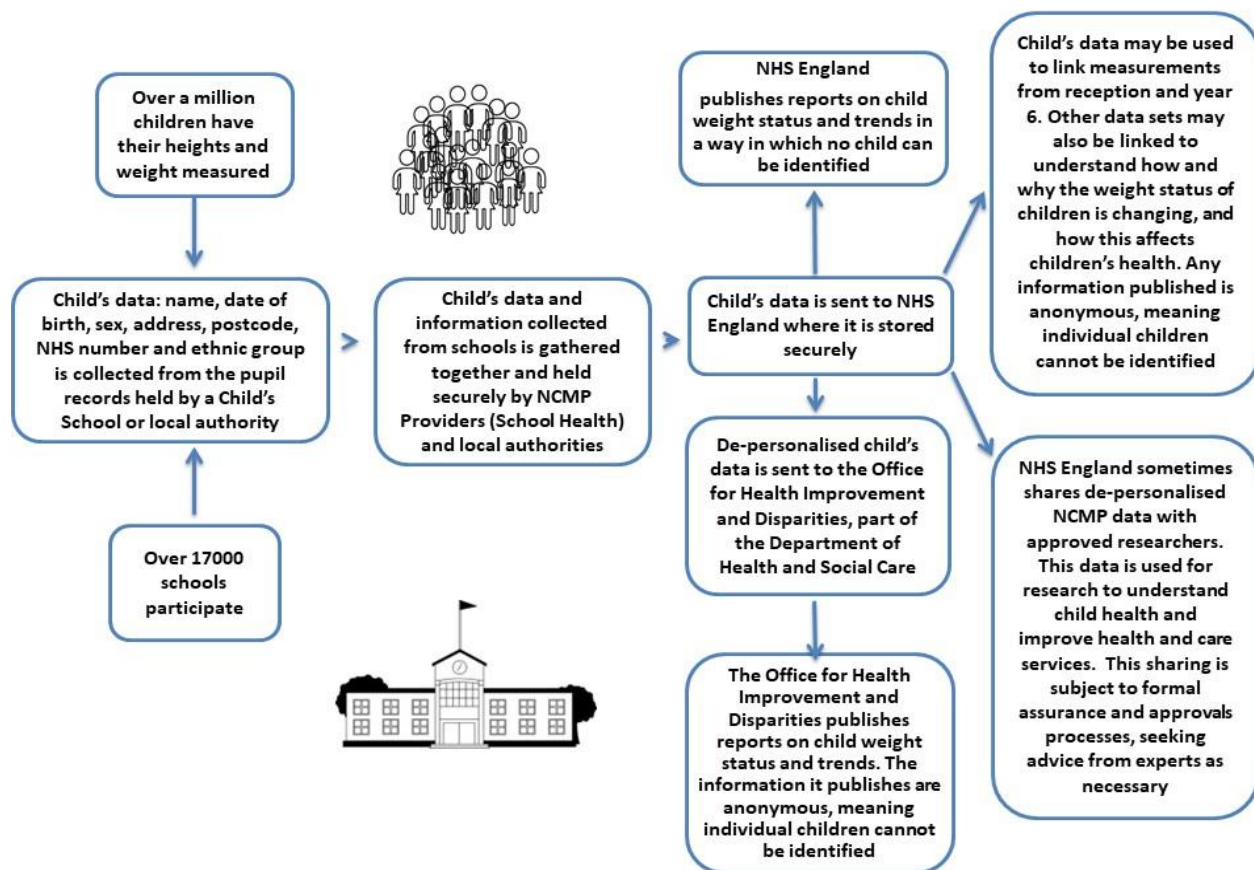 Over a million
children have
their heights and
weight measured
Child's data: name, date of
birth, sex, address, postcode,
NHS number and ethnic group
is collected from the pupil
records held by a Child's
School or local authority
Over 17000
schools
participate
Child's data and
information collected
from schools is gathered
together and held
securely by NCMP
Providers (School Health)
and local authorities
NHS England
publishes reports on child
weight status and trends in
a way in which no child can
be identified
Child's data is sent to NHS
England where it is stored
securely
De-personalised child's
data is sent to the Office
for Health Improvement
and Disparities, part of
the Department of
Health and Social Care
The Office for Health
Improvement and
Disparities publishes
reports on child weight
status and trends. The
information it publishes are
anonymous, meaning
individual children cannot
be identified
Child's data may be used
to link measurements
from reception and year
6. Other data sets may
also be linked to
understand how and
why the weight status of
children is changing, and
how this affects
children's health. Any
information published is
anonymous, meaning
individual children
cannot be identified
NHS England sometimes
shares de-personalised
NCMP data with
approved researchers.
This data is used for
research to understand
child health and
improve health and care
services.  This sharing is
subject to formal
assurance and approvals
processes, seeking
advice from experts as
necessary